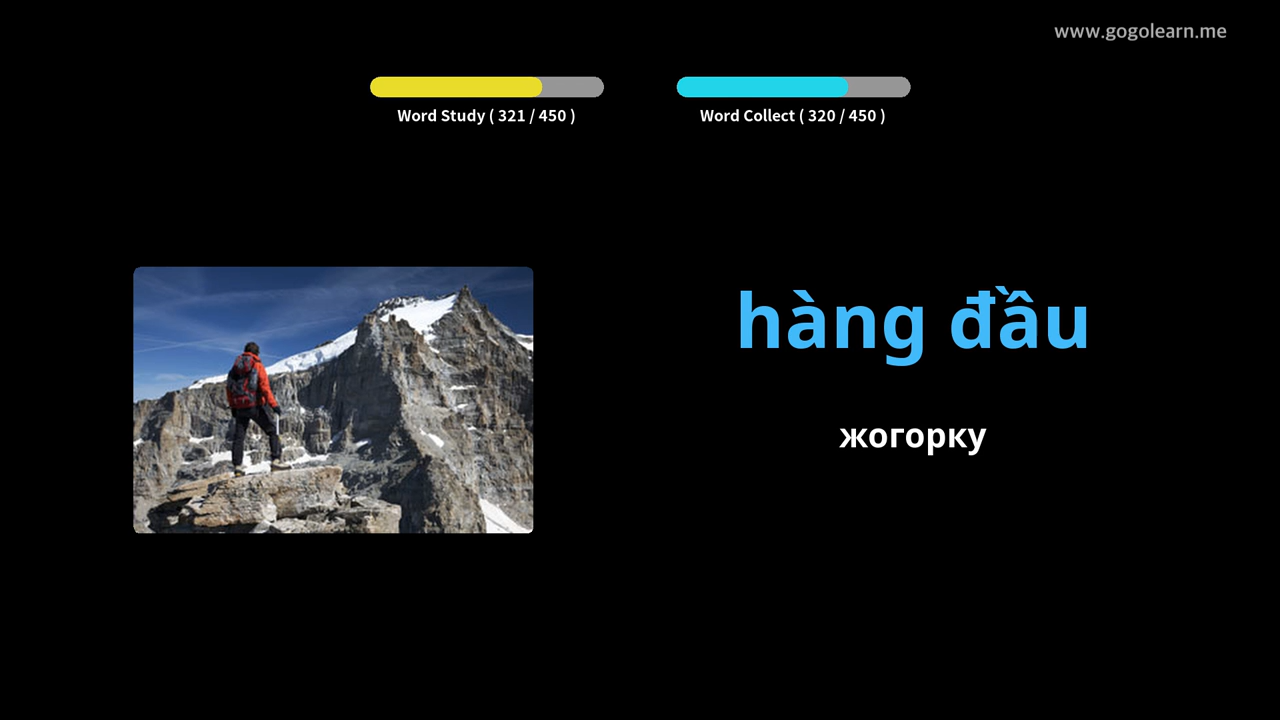 www.gogolearn.me
Word Study ( 321 / 450 )
Word Collect ( 320 / 450 )
hàng đầu
жогорку